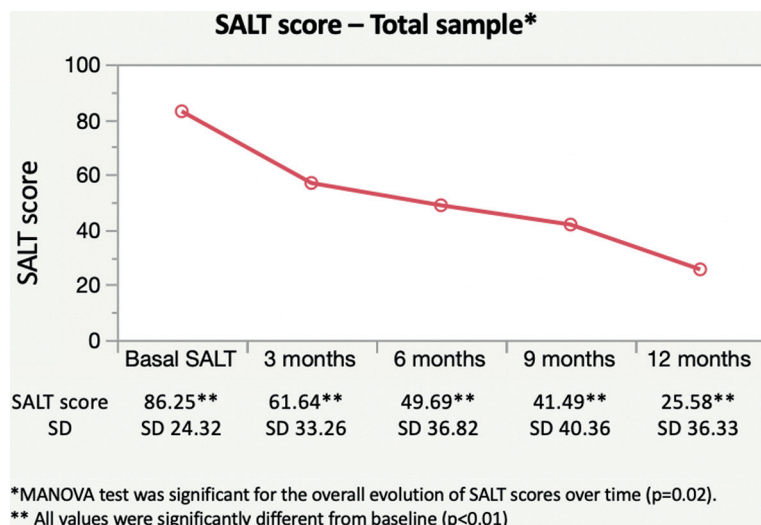 SALT score – Total sample*
100
80
60
40
20
0
SALT score
Basal SALT 3 months 6 months 9 months 12 months
SALT score 86.25** 61.64** 49.69** 41.49** 25.58**
SD SD 24.32 SD 33.26 SD 36.82 SD 40.36 SD 36.33
*MANOVA test was significant for the overall evolution of SALT scores over time (p=0.02).
** All values were significantly different from baseline (p<0.01)